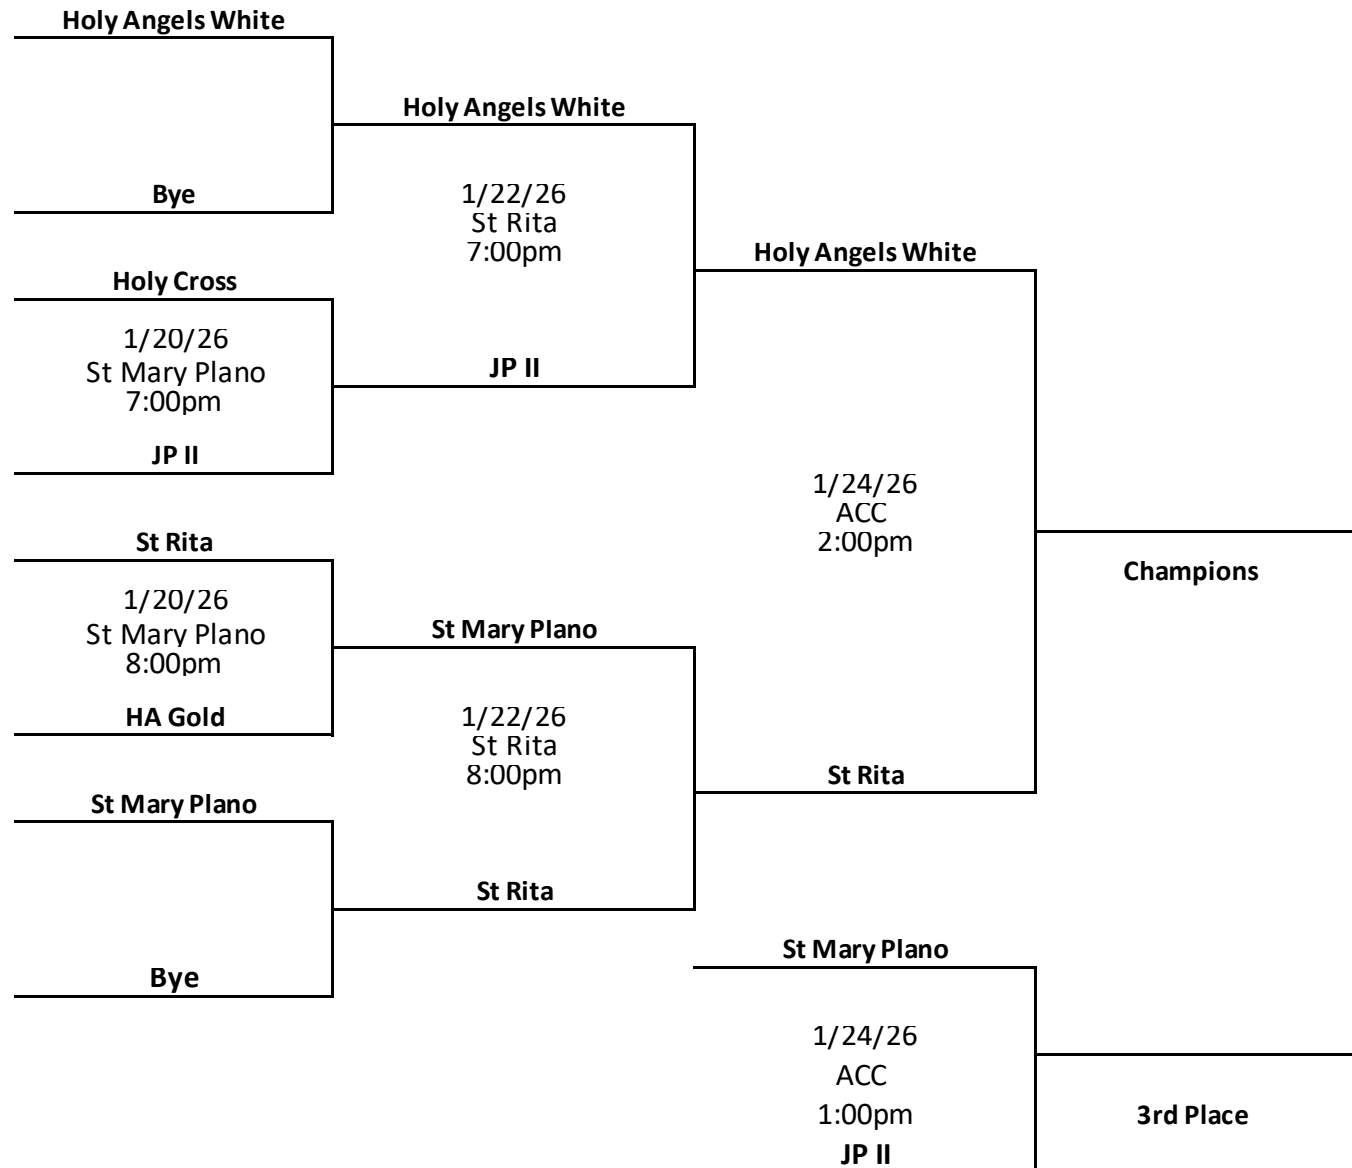 Holy Angels White
Bye
Holy Cross
1/20/26
St Mary Plano
7:00pm
JP II
St Rita
1/20/26
St Mary Plano
8:00pm
HA Gold
St Mary Plano
Bye
Holy Angels White
1/22/26
St Rita
7:00pm
JP II
St Mary Plano
1/22/26
St Rita
8:00pm
St Rita
Holy Angels White
1/24/26
ACC
2:00pm
St Rita
Champions
St Mary Plano
1/24/26
ACC
1:00pm
JP II
3rd Place